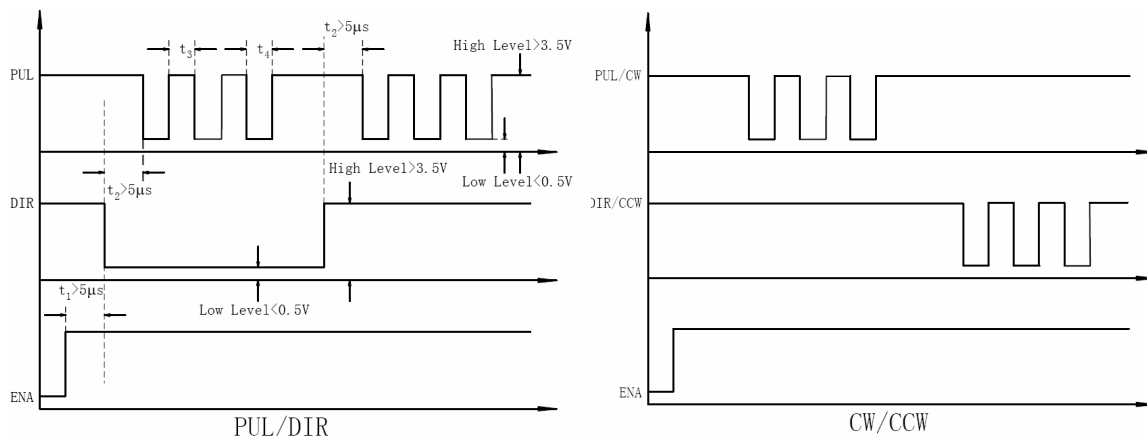 t₂>5µs
t₃
t₄
High Level>3.5V
PUL
Low Level<0.5V
t₂>5µs
High Level>3.5V
DIR
t₁>5µs
Low Level<0.5V
ENA
PUL/DIR
PUL/CW
DIR/CCW
ENA
CW/CCW